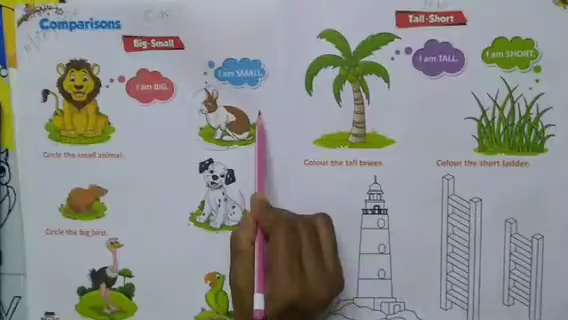 Comparisons
Big-Small
I am BIG.
I am SMALL.
Circle the small animal.
Circle the big bird.
Tall-Short
I am TALL.
I am SHORT.
Colour the tall tower.
Colour the short ladder.